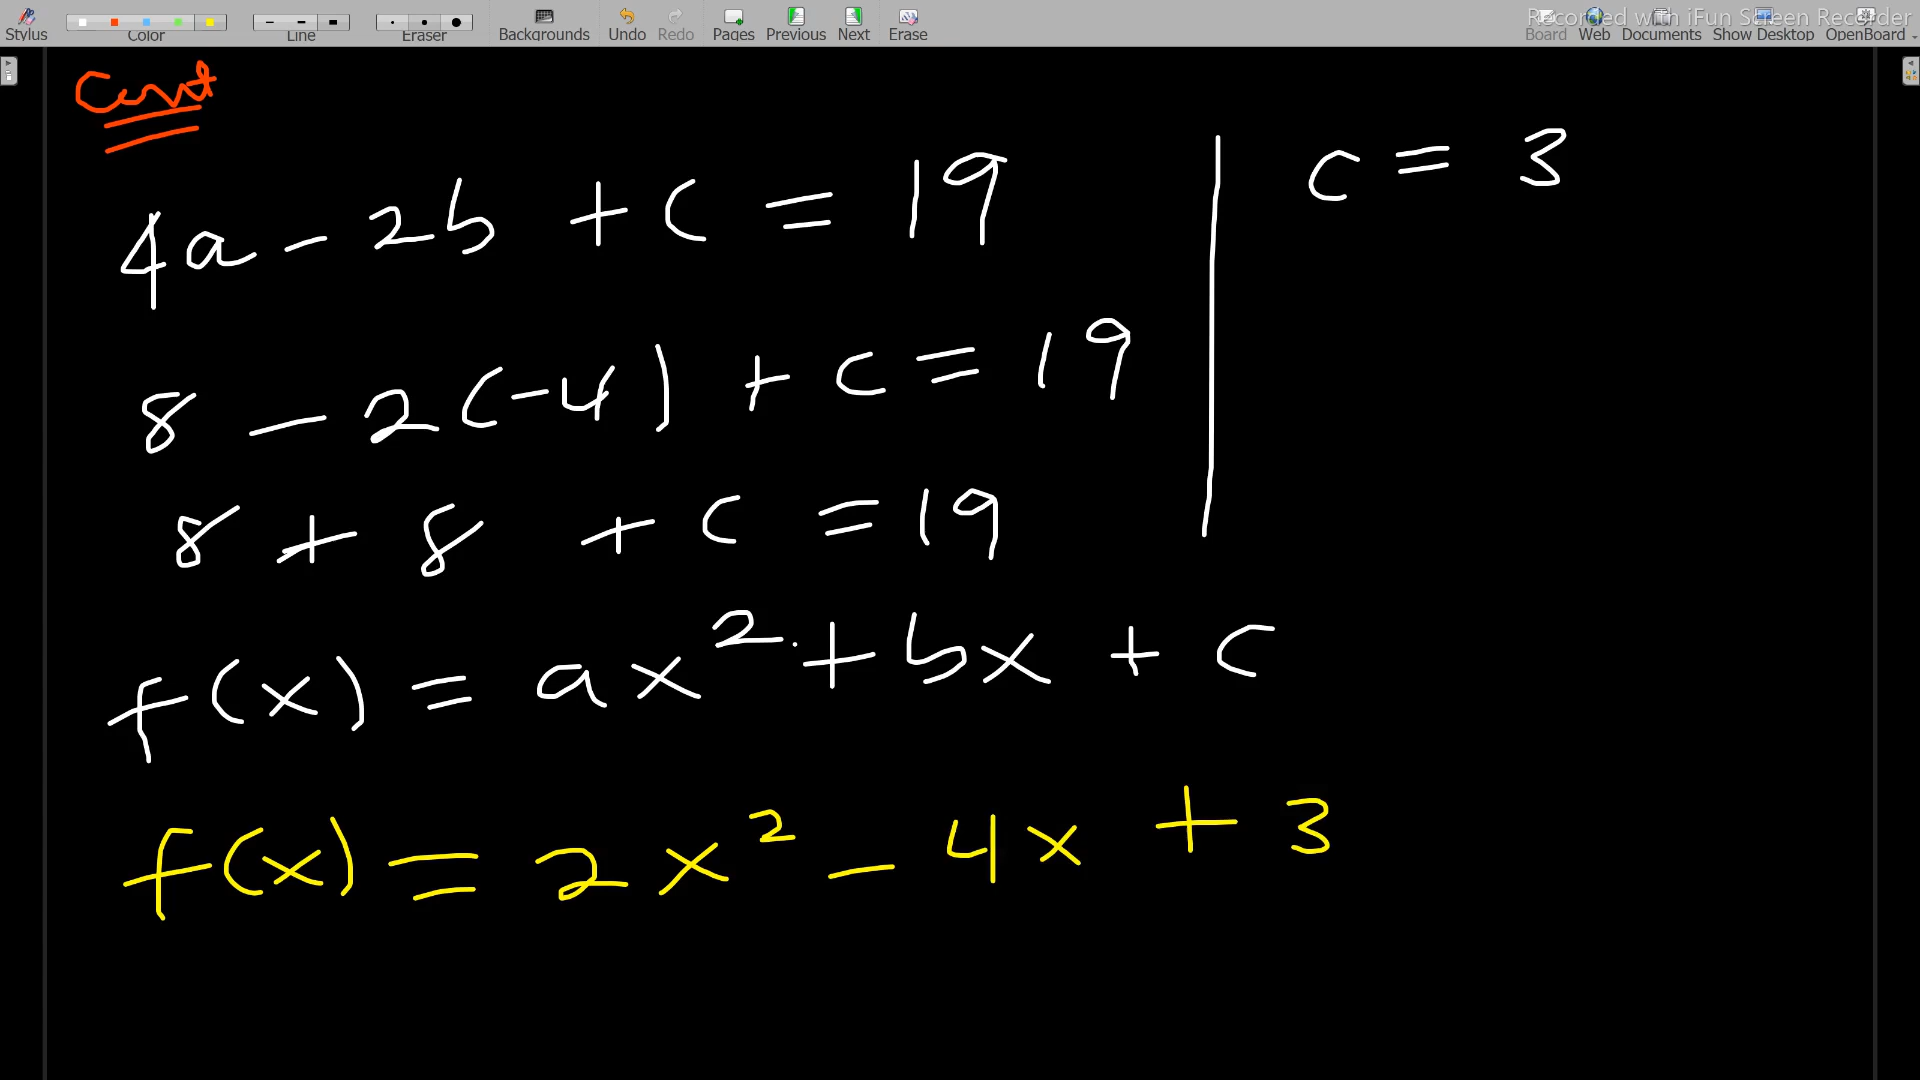 Recorded with iFun Screen Recorder
Stylus Color Line Eraser Backgrounds Undo Redo Pages Previous Next Erase Board Web Documents Show Desktop OpenBoard
Cont
4a - 2b + c = 19
8 - 2(-4) + c = 19
8 + 8 + c = 19
c = 3
f(x) = ax² + bx + c
f(x) = 2x² - 4x + 3